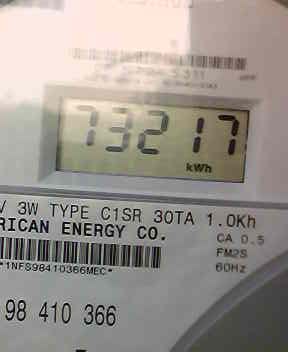 73217
kWh
V 3W TYPE C1SR 30TA 1.0Kh
RICAN ENERGY CO.
CA 0.5
FM2S
60Hz
*1NFS98410366MEC*
98 410 366